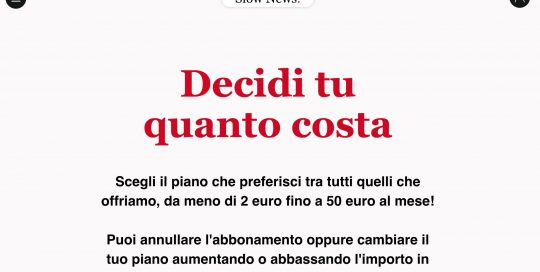 Slow News.
Decidi tu
quanto costa
Scegli il piano che preferisci tra tutti quelli che
offriamo, da meno di 2 euro fino a 50 euro al mese!
Puoi annullare l'abbonamento oppure cambiare il
tuo piano aumentando o abbassando l'importo in